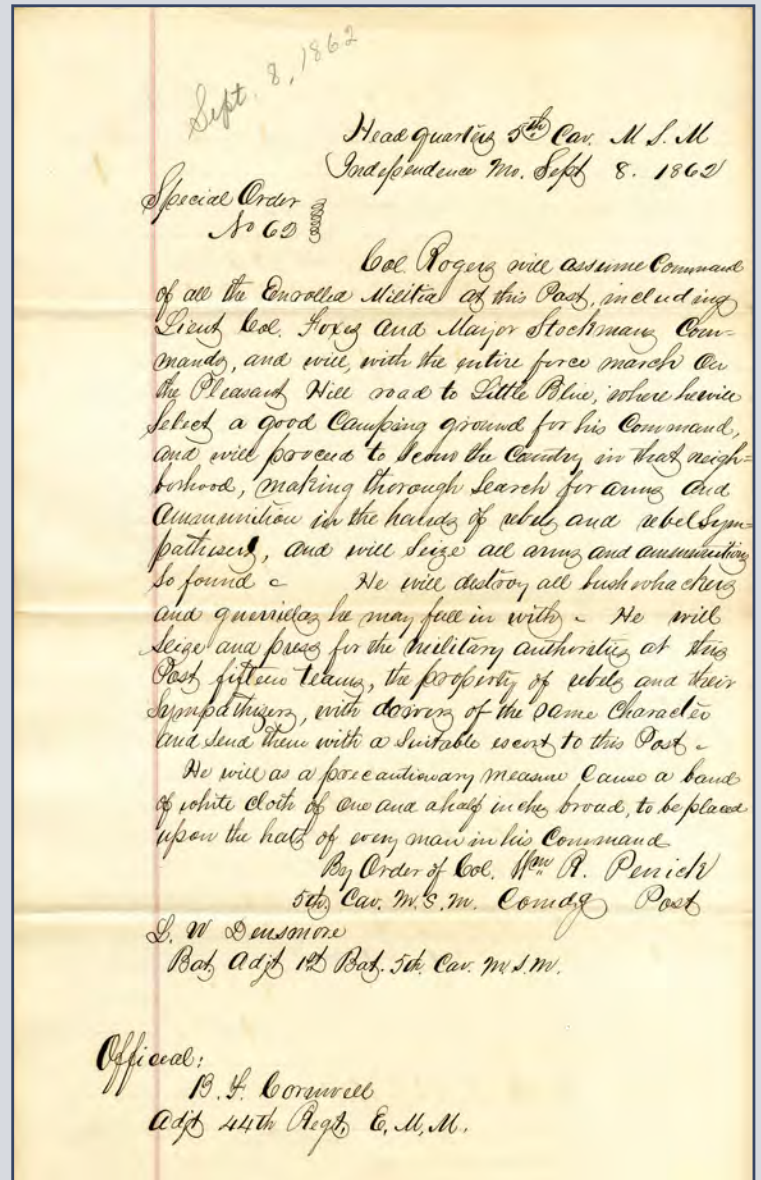 Sept. 8, 1862
Head quarters 5th Cav. M S. M
Independence Mo. Sept 8. 1862
Special Order
No 62
Col. Rogers will assume Command
of all the Enrolled Militia at this Post, including
Lieut Col. Foxes and Major Stockmans Com-
mands, and will, with the entire force march on
the Pleasant Hill road to Little Blue, where he will
Select a good Camping ground for his Command,
and will proceed to scour the Country in that neigh-
borhood, making thorough Search for arms and
Ammunition in the hands of rebels and rebel Sym-
pathisers, and will Seize all arms and ammunition
So found. He will destroy all bushwhackers
and guerrillas he may fall in with. He will
Seige and press for the military authorities at this
Post fifteen teams, the property of rebels and their
Sympathizers, with drivers of the same Character
and Send them with a Suitable escort to this Post.
He will as a precautionary measure Cause a band
of white cloth of one and a half inches broad, to be placed
upon the hats of every man in his Command
By Order of Col. Wm R. Penick
5th Cav. M.S.M. Comdg Post
L. W Densmore
Bat Adjt 1st Bat. 5th Cav. M.S.M.
Official:
B. F. Cornwell
Adjt 44th Regt. E. M. M.